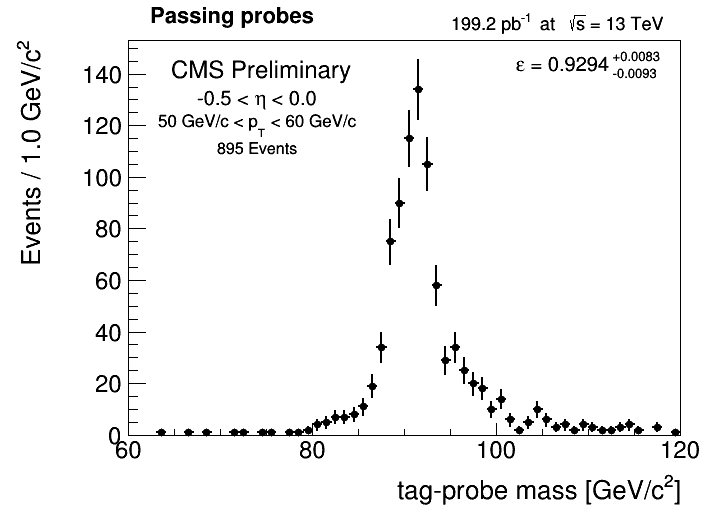 Passing probes
199.2 pb⁻¹ at √s = 13 TeV
CMS Preliminary
-0.5 < η < 0.0
50 GeV/c < p_T < 60 GeV/c
895 Events
ε = 0.9294 +0.0083 -0.0093
Events / 1.0 GeV/c²
140
120
100
80
60
40
20
0
60 80 100 120
tag-probe mass [GeV/c²]